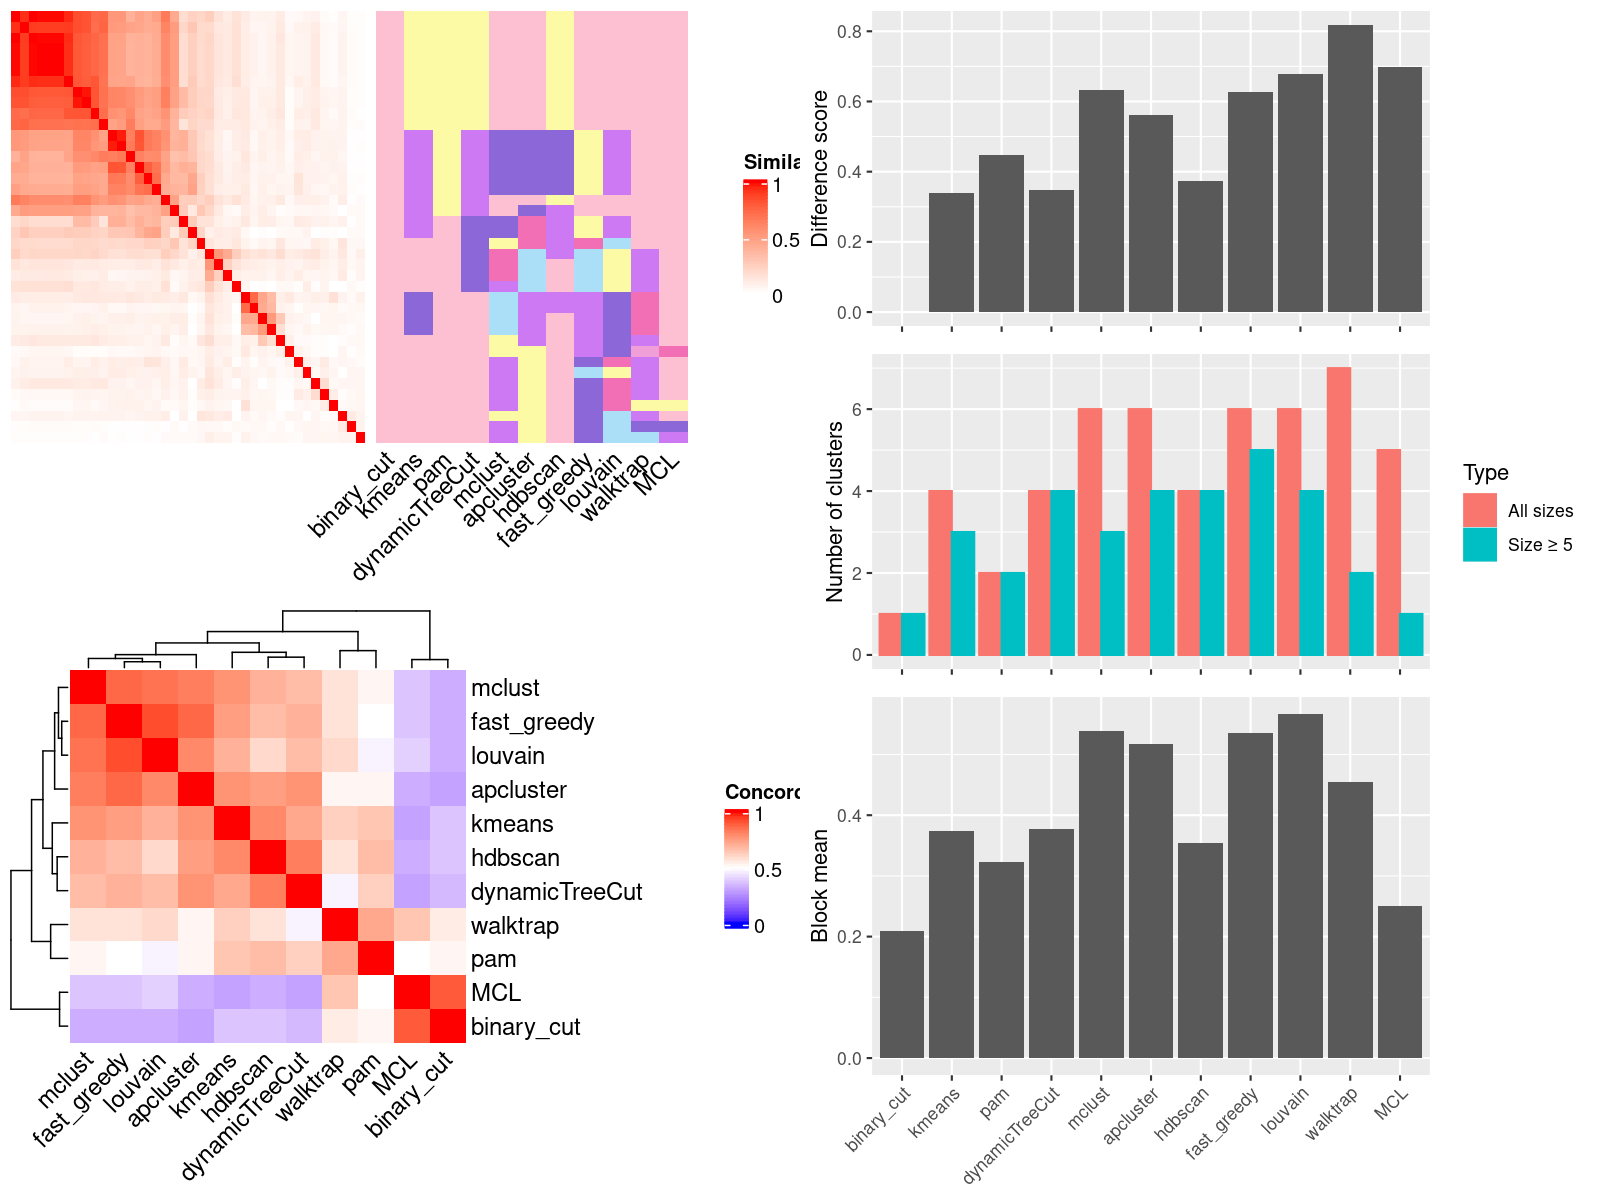 Simila
1
0.5
0
binary_cut
kmeans
pam
dynamicTreeCut
mclust
apcluster
hdbscan
fast_greedy
louvain
walktrap
MCL
mclust
fast_greedy
louvain
apcluster
kmeans
hdbscan
dynamicTreeCut
walktrap
pam
MCL
binary_cut
mclust
fast_greedy
louvain
apcluster
kmeans
hdbscan
dynamicTreeCut
walktrap
pam
MCL
binary_cut
Concord
1
0.5
0
Difference score
0.8
0.6
0.4
0.2
0.0
Number of clusters
6
4
2
0
Type
All sizes
Size ≥ 5
Block mean
0.4
0.2
0.0
binary_cut
kmeans
pam
dynamicTreeCut
mclust
apcluster
hdbscan
fast_greedy
louvain
walktrap
MCL